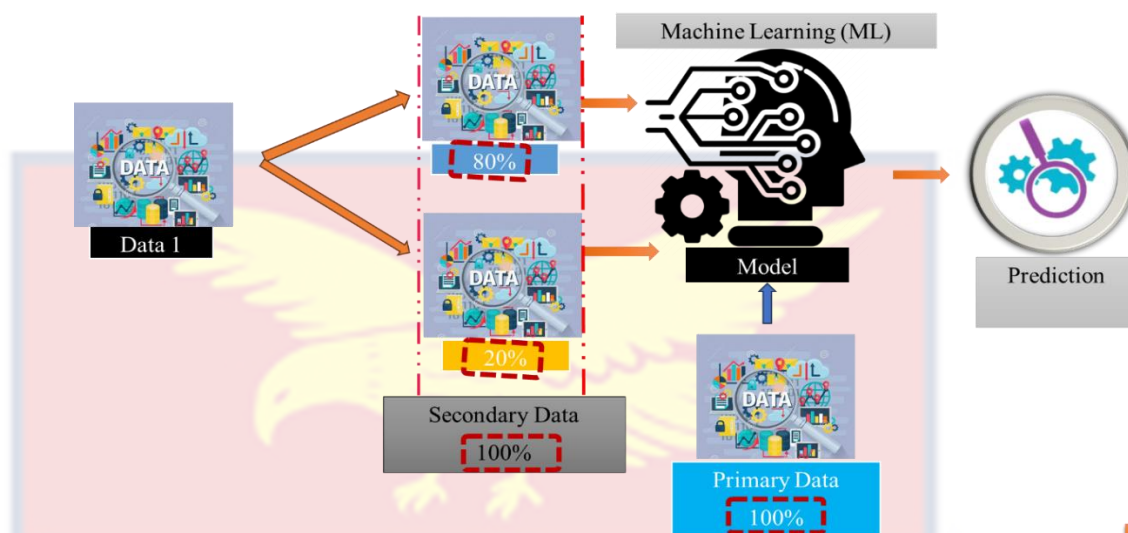 Machine Learning (ML)
DATA
80%
DATA
Data 1
DATA
20%
Model
Prediction
Secondary Data
100%
DATA
Primary Data
100%